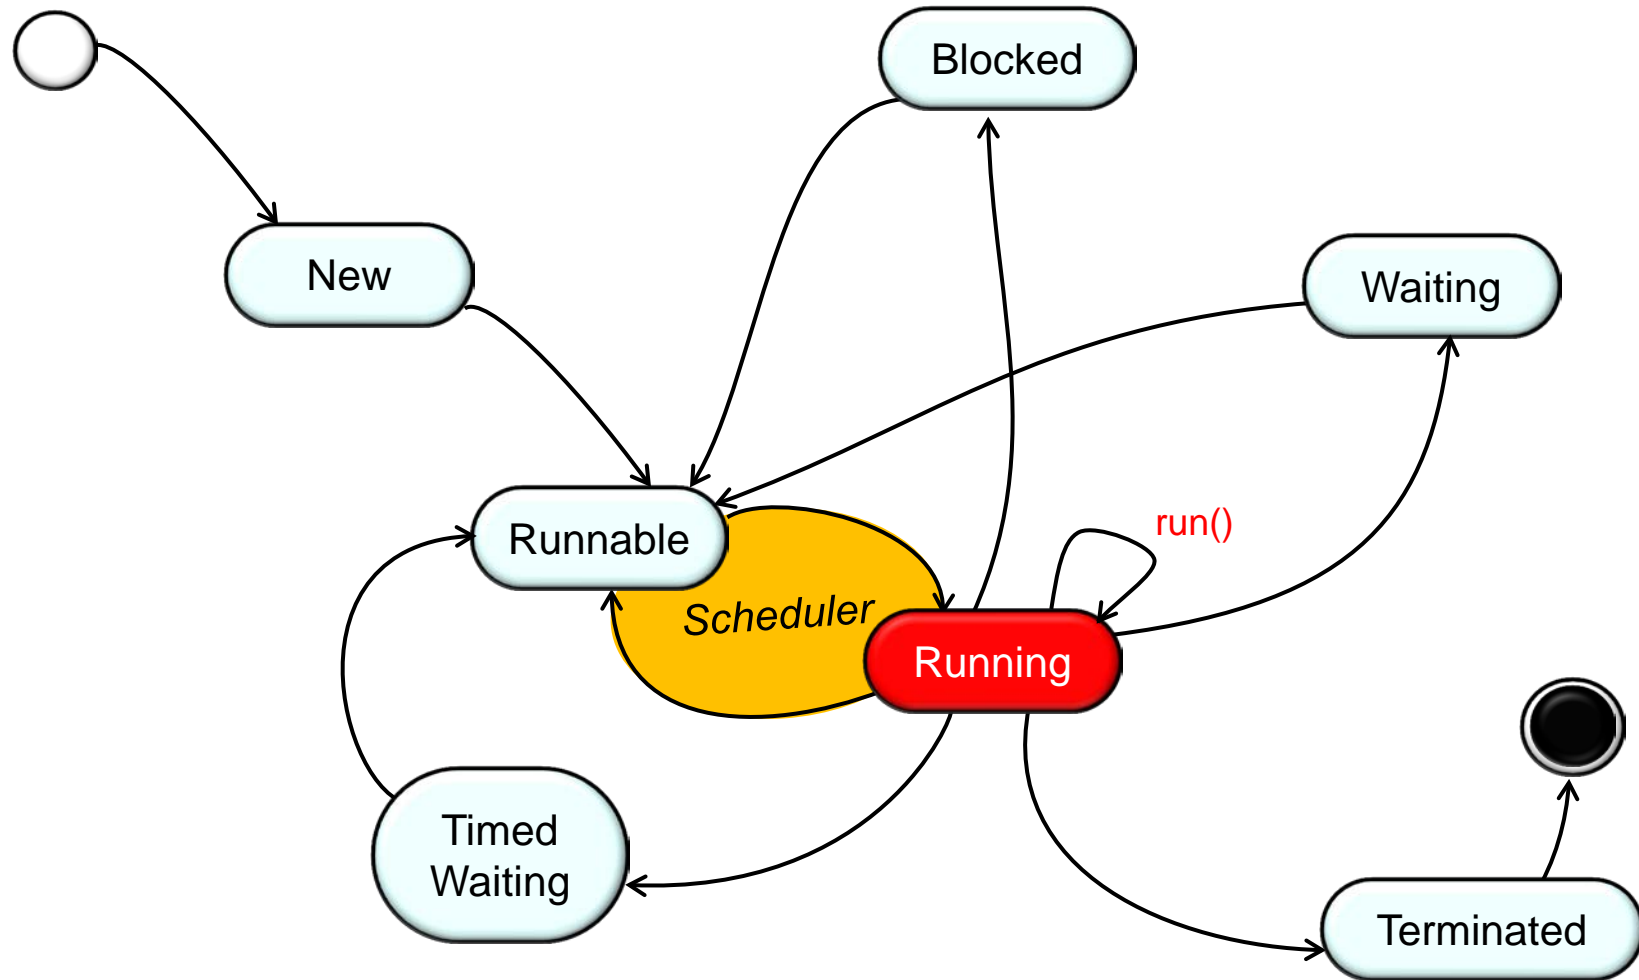 Blocked
New
Waiting
run()
Runnable
Scheduler
Running
Timed
Waiting
Terminated